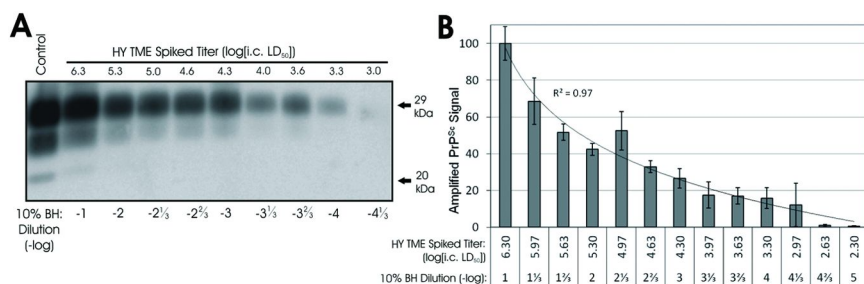 A
HY TME Spiked Titer (log[i.c. LD50])
Control 6.3 5.3 5.0 4.6 4.3 4.0 3.6 3.3 3.0
29 kDa
20 kDa
10% BH: Dilution (-log) -1 -2 -2⅓ -2⅔ -3 -3⅓ -3⅔ -4 -4⅓
B
Amplified PrPSc Signal
100
80
60
40
20
0
R² = 0.97
HY TME Spiked Titer: (log[i.c. LD50]) 6.30 5.97 5.63 5.30 4.97 4.63 4.30 3.97 3.63 3.30 2.97 2.63 2.30
10% BH Dilution (-log) 1 1⅓ 1⅔ 2 2⅓ 2⅔ 3 3⅓ 3⅔ 4 4⅓ 4⅔ 5